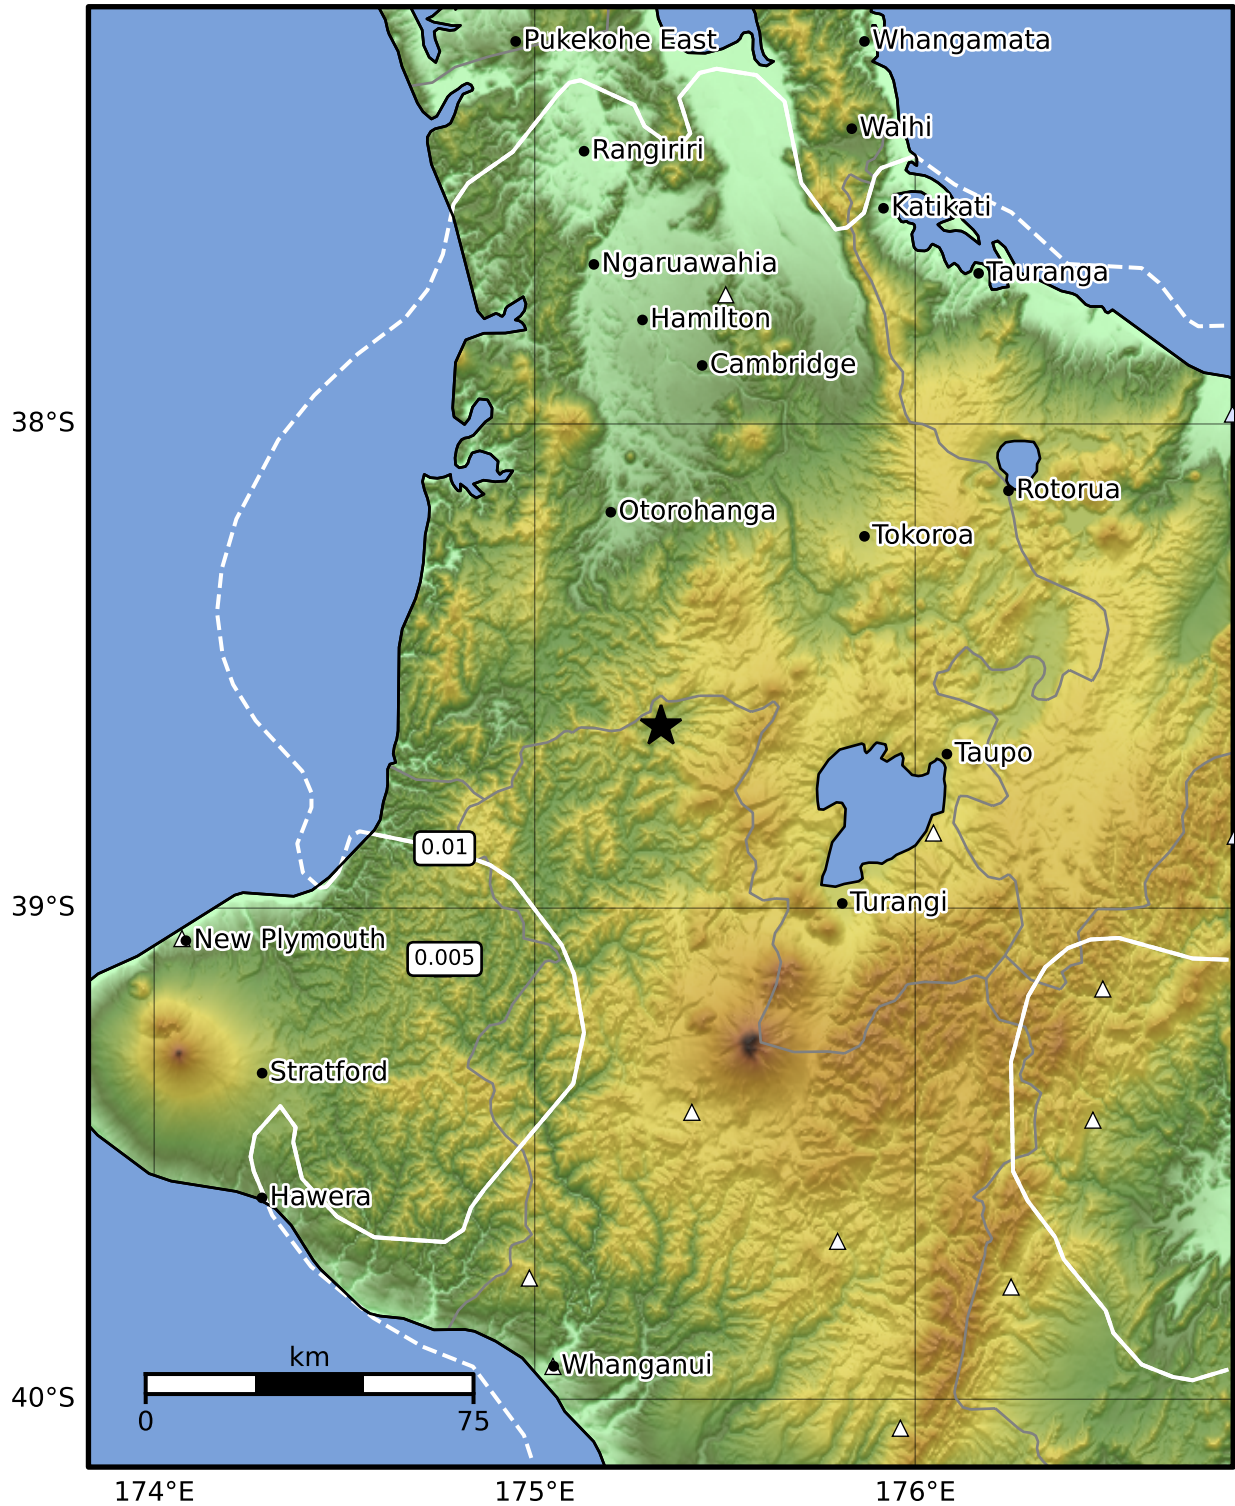 Pukekohe East
Whangamata
Waihi
Rangiriri
Katikati
Ngaruawahia
Tauranga
Hamilton
Cambridge
38°S
Rotorua
Otorohanga
Tokoroa
Taupo
0.01
39°S
Turangi
New Plymouth
0.005
Stratford
Hawera
km
Whanganui
40°S
0
75
174°E
175°E
176°E